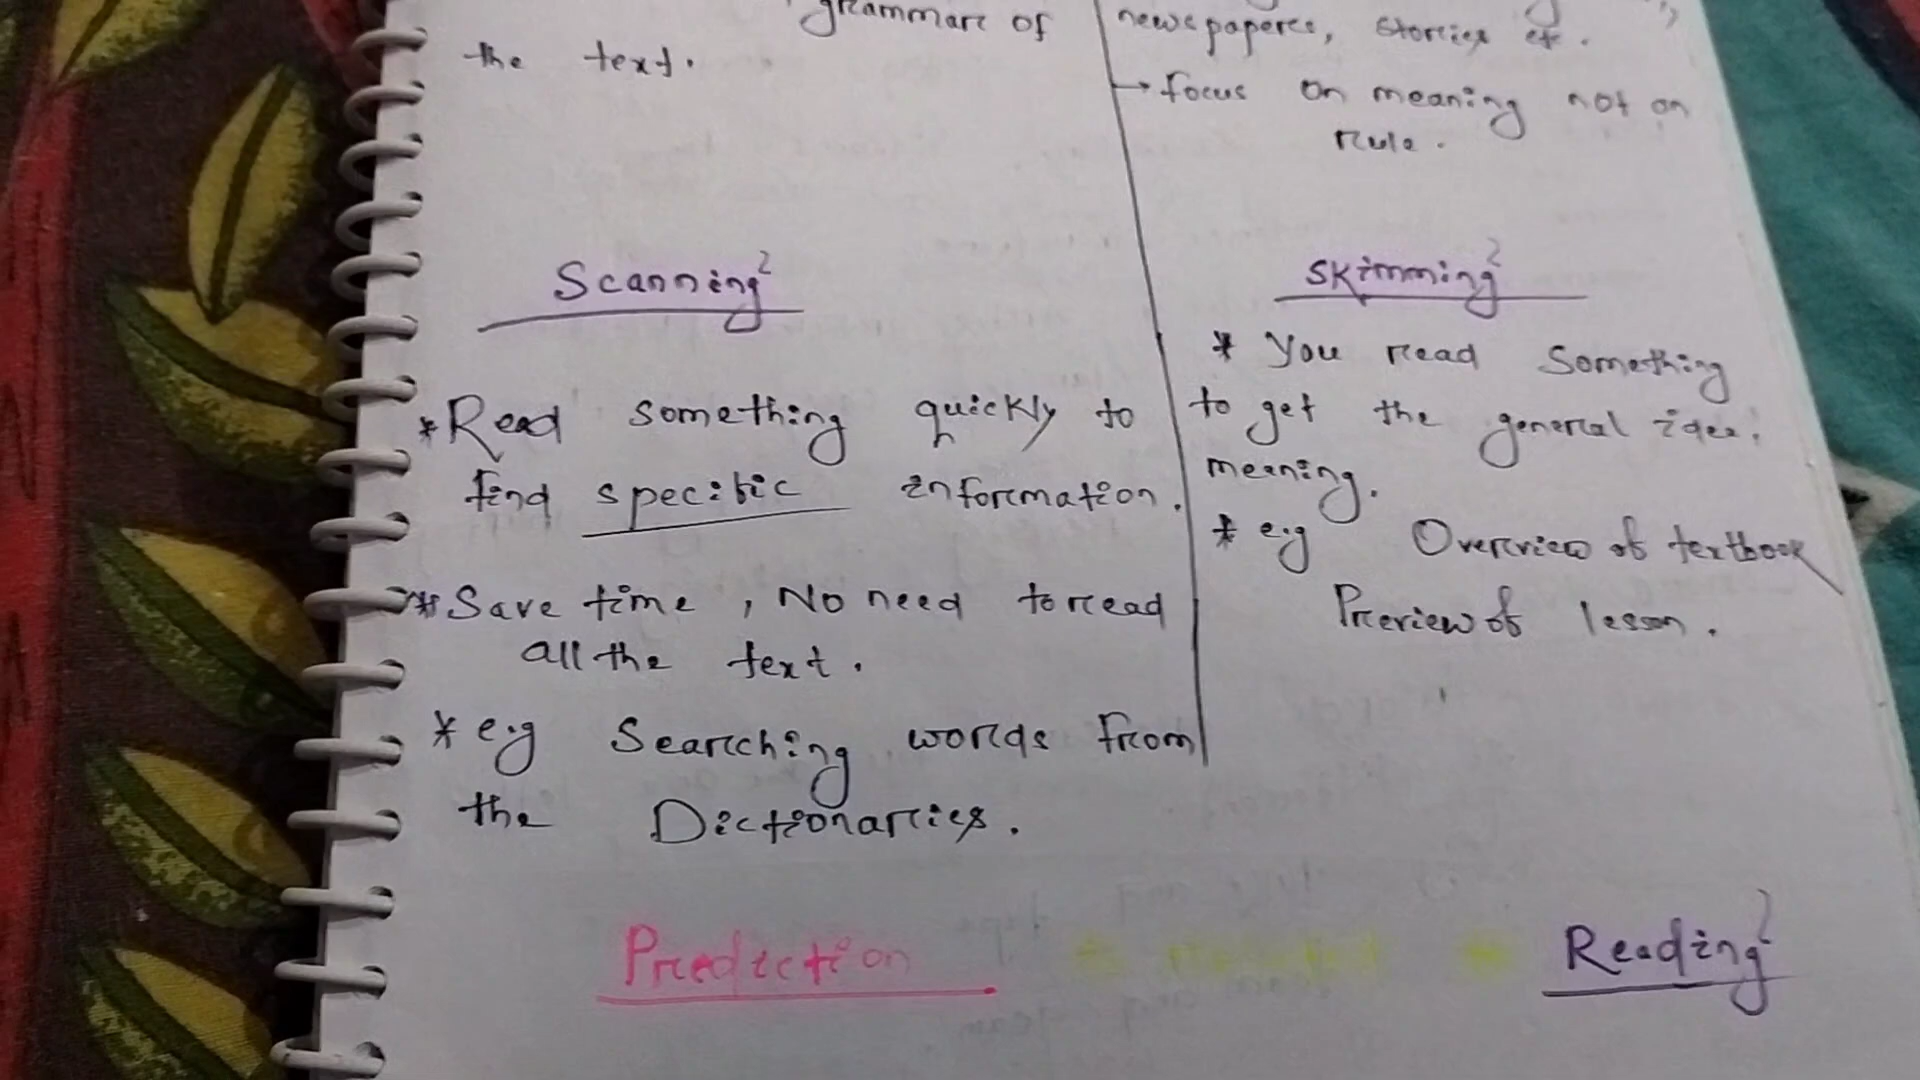 grammar of
the text.
newspapers, stories etc.
→ focus on meaning not on
rule.
Scanning
* Read something quickly to
find specific information.
* Save time, No need to read
all the text.
* e.g Searching words from
the Dictionaries.
Skimming
* You read something
to get the general idea.
meaning.
* e.g Overview of textbook
Preview of lesson.
Prediction
Reading